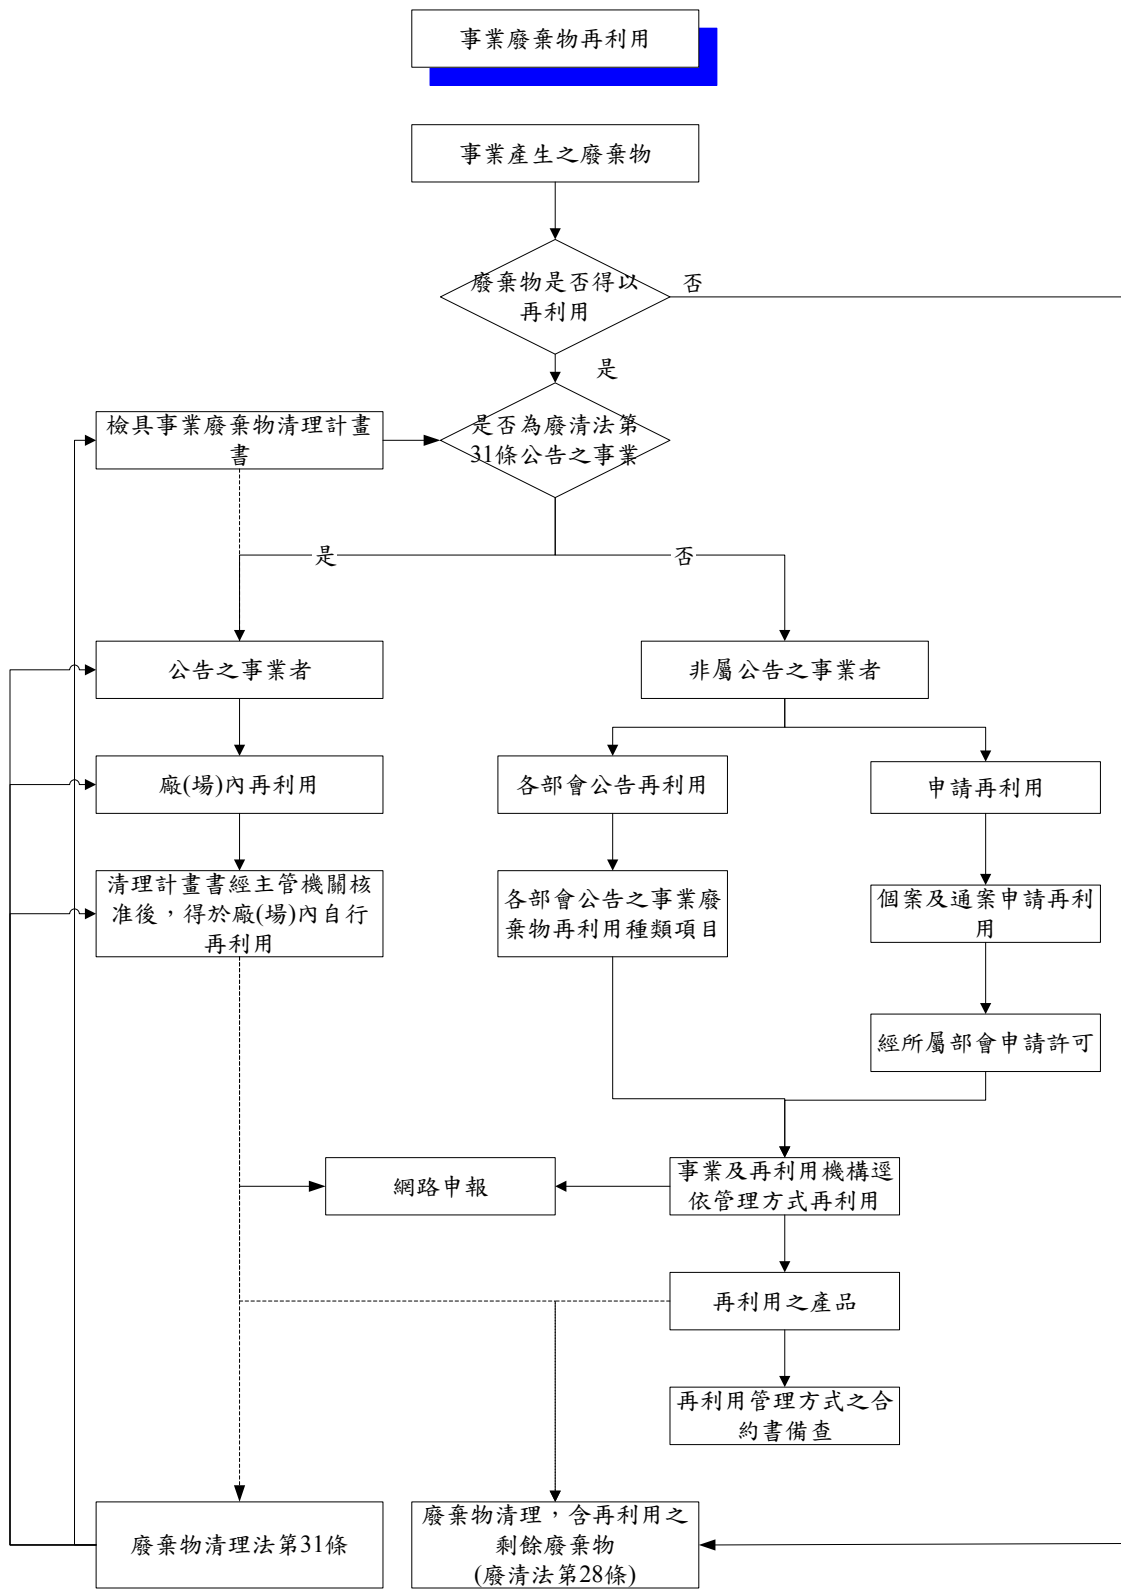 事業廢棄物再利用
事業產生之廢棄物
廢棄物是否得以
再利用
否
是
檢具事業廢棄物清理計畫
書
是否為廢清法第
31條公告之事業
是
否
公告之事業者
非屬公告之事業者
廠(場)內再利用
各部會公告再利用
申請再利用
清理計畫書經主管機關核
准後，得於廠(場)內自行
再利用
各部會公告之事業廢
棄物再利用種類項目
個案及通案申請再利
用
經所屬部會申請許可
網路申報
事業及再利用機構逕
依管理方式再利用
再利用之產品
再利用管理方式之合
約書備查
廢棄物清理法第31條
廢棄物清理，含再利用之
剩餘廢棄物
(廢清法第28條)